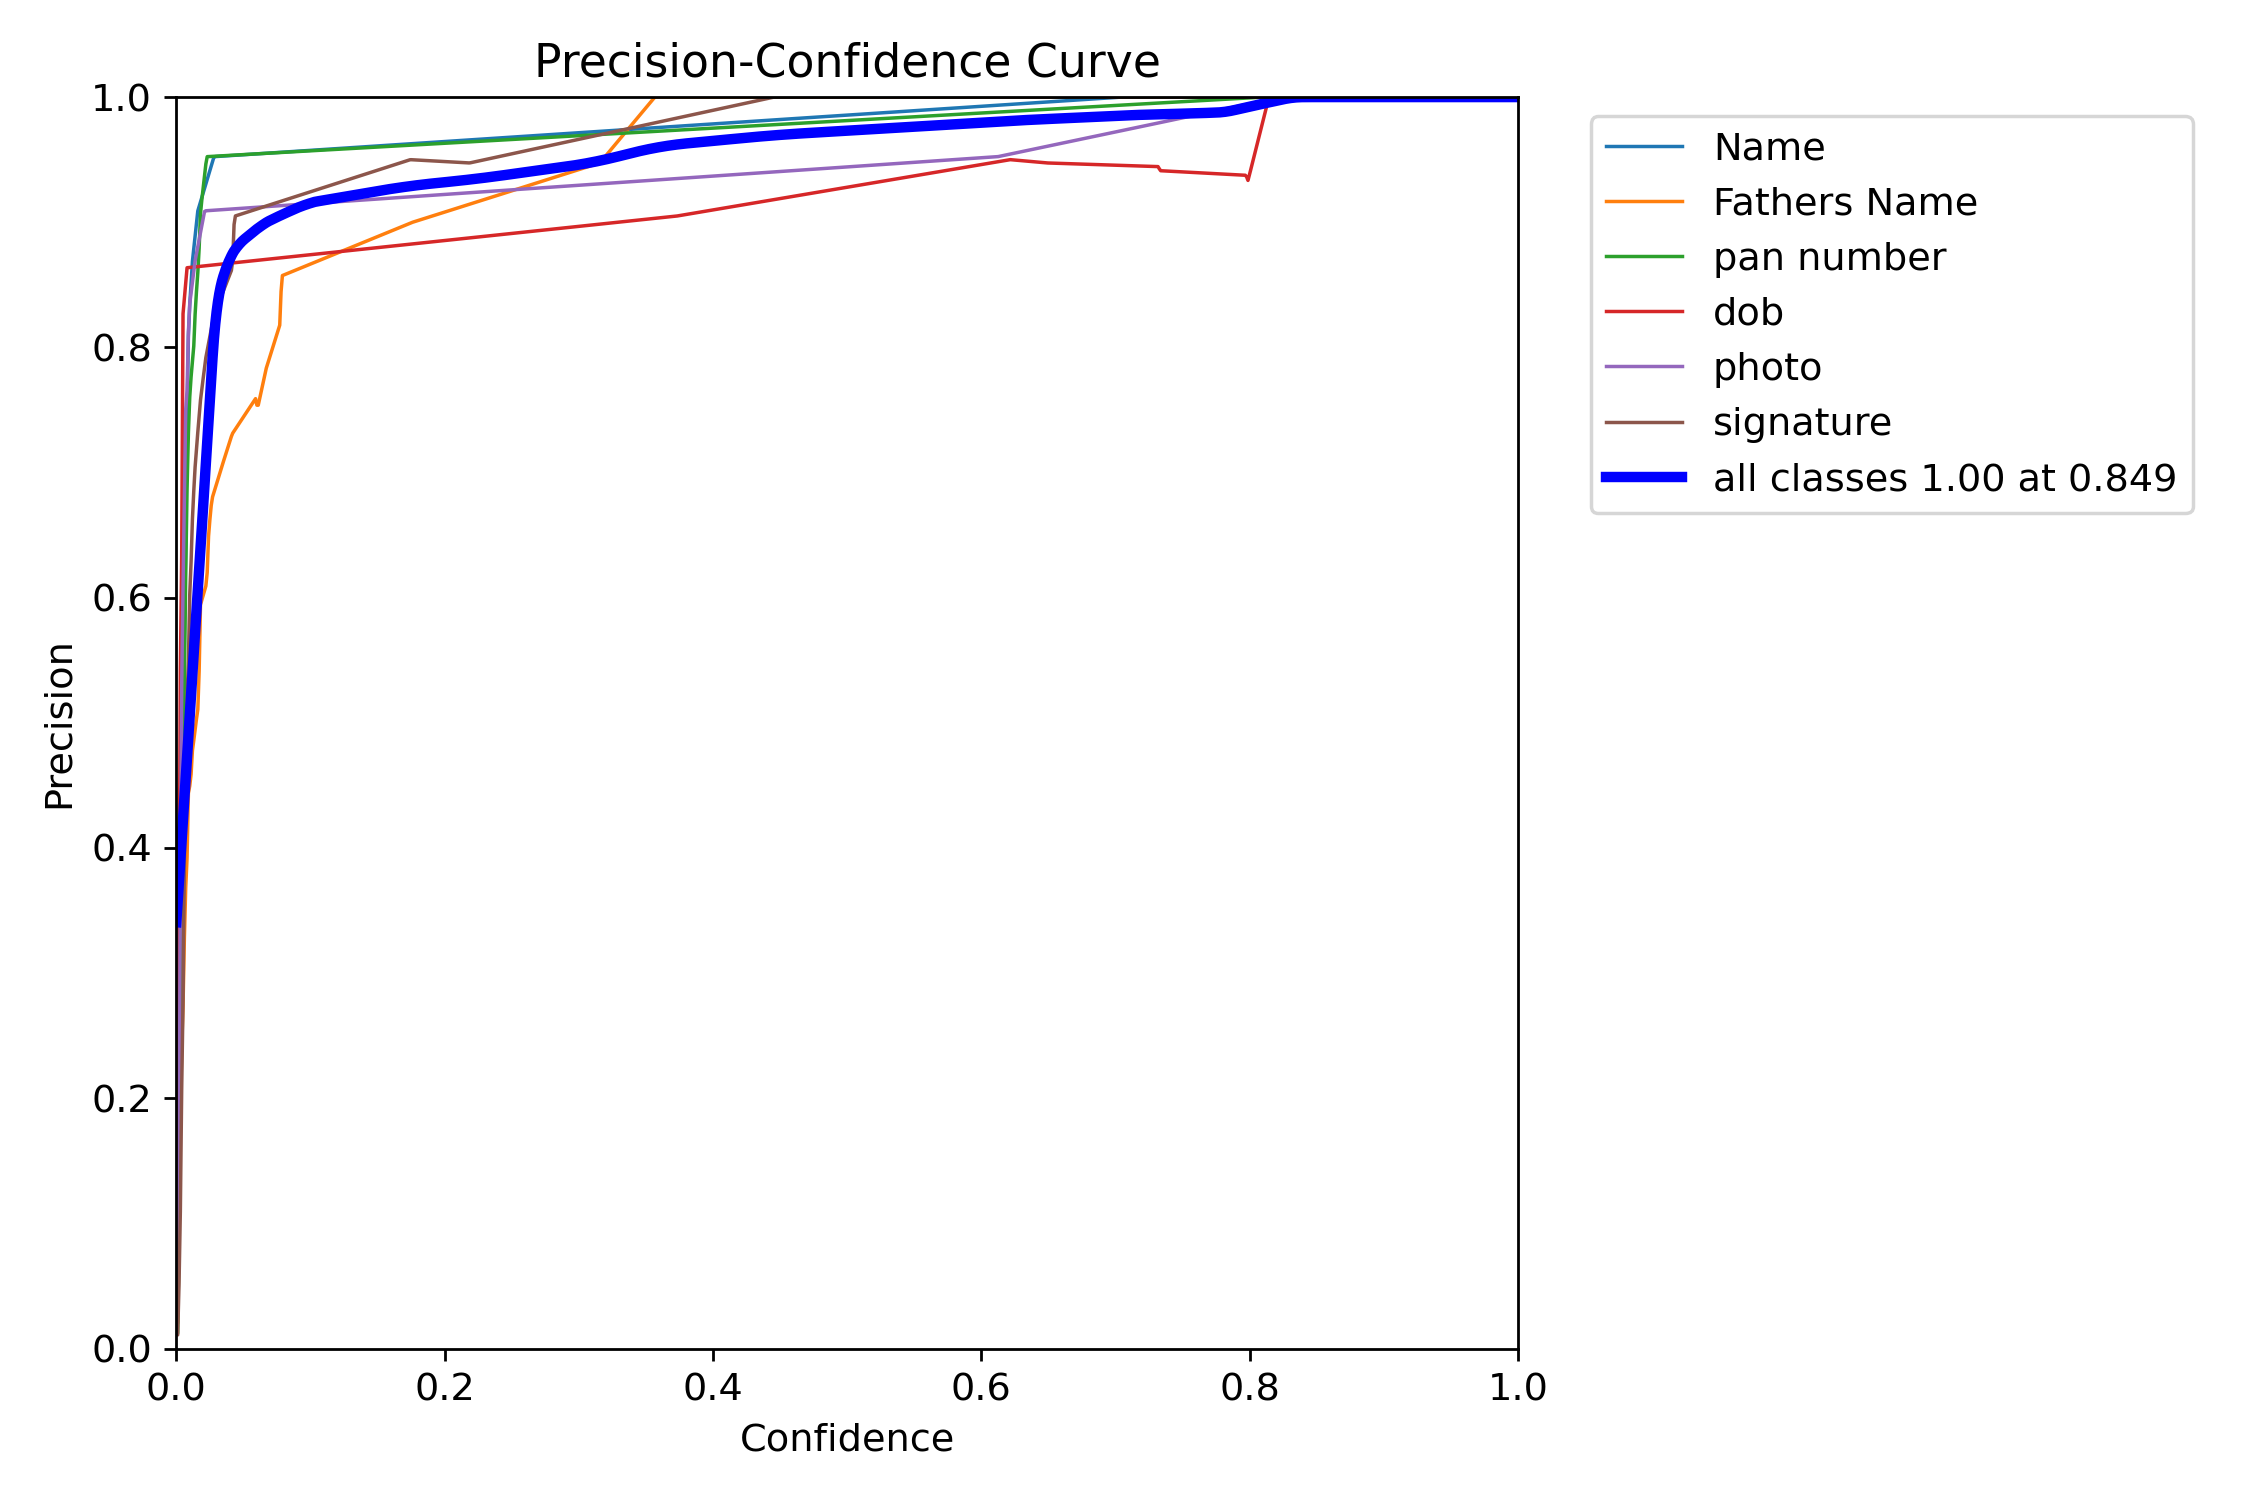 Precision-Confidence Curve
1.0
0.8
0.6
0.4
0.2
0.0
Precision
0.0 0.2 0.4 0.6 0.8 1.0
Confidence
Name
Fathers Name
pan number
dob
photo
signature
all classes 1.00 at 0.849